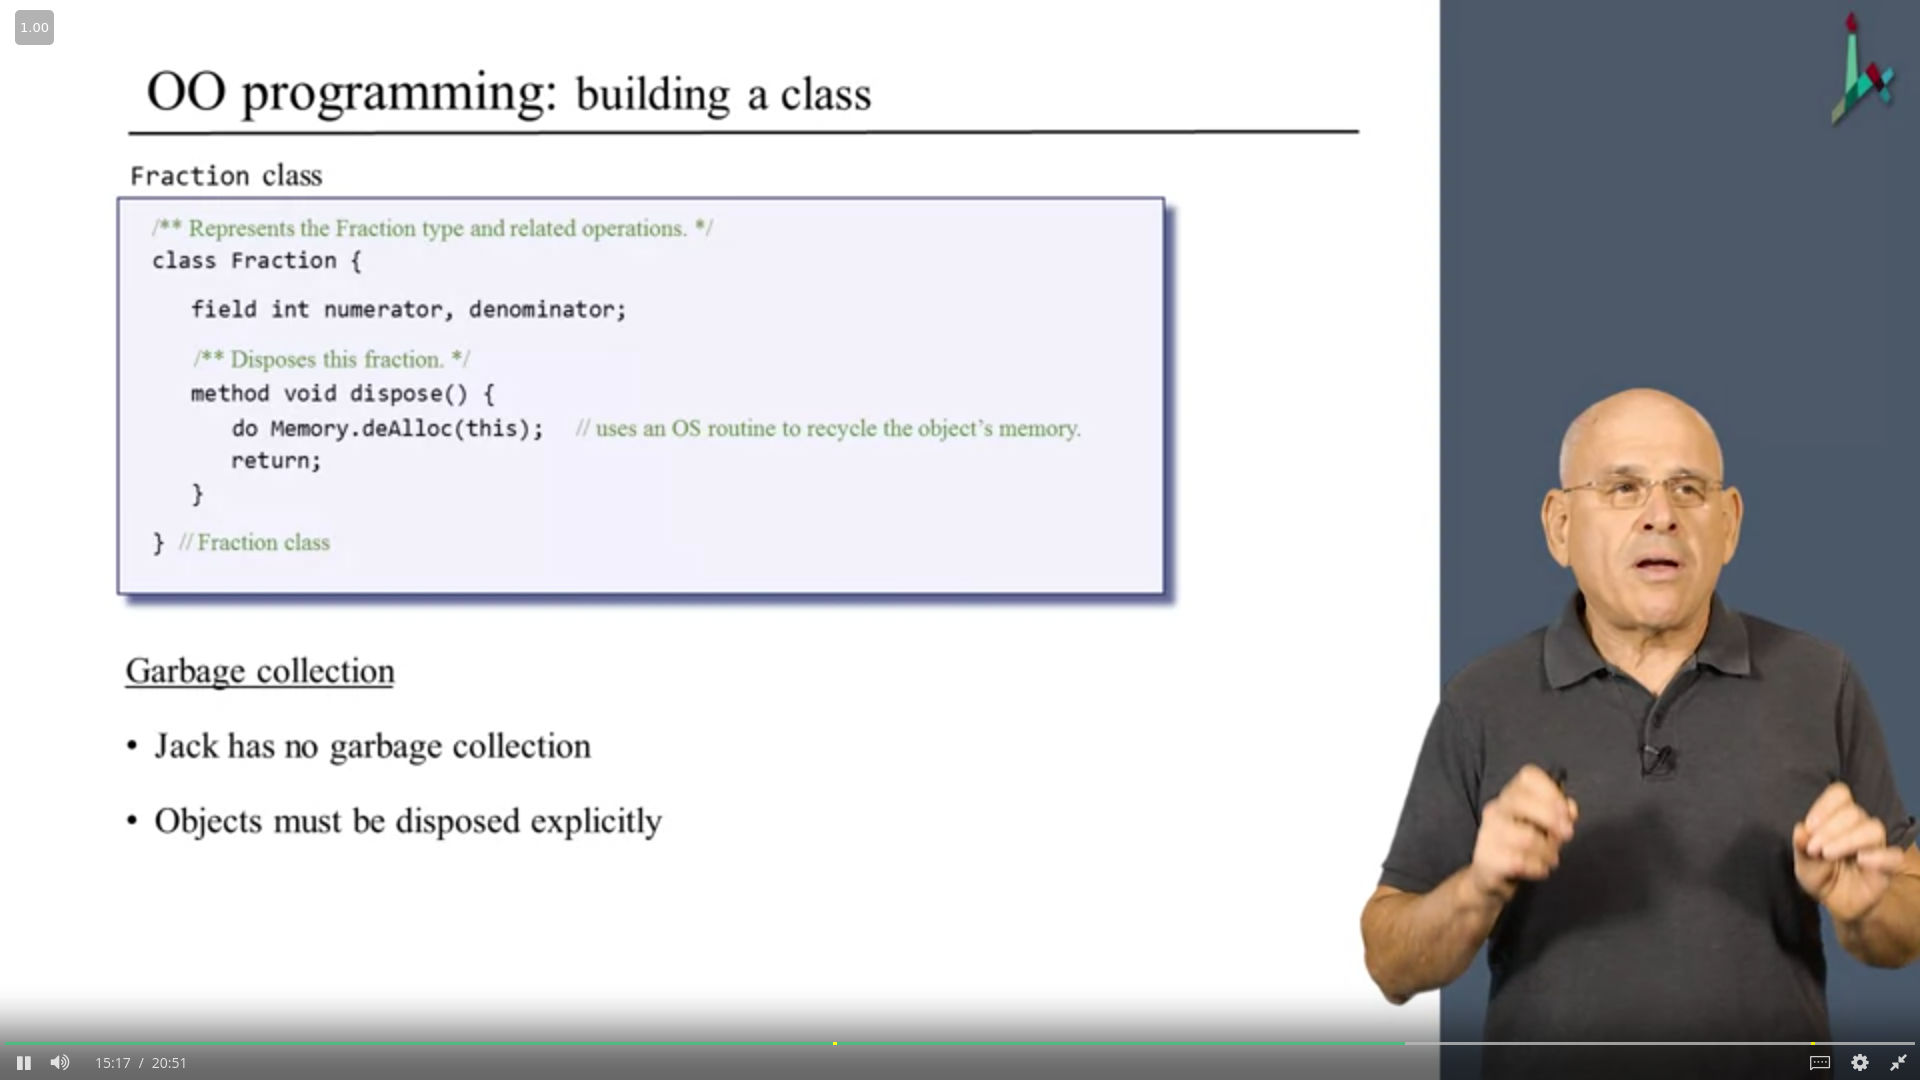 1.00
OO programming: building a class
Fraction class
/** Represents the Fraction type and related operations. */
class Fraction {
field int numerator, denominator;
/** Disposes this fraction. */
method void dispose() {
do Memory.deAlloc(this); // uses an OS routine to recycle the object’s memory.
return;
}
} // Fraction class
Garbage collection
• Jack has no garbage collection
• Objects must be disposed explicitly
15:17 / 20:51